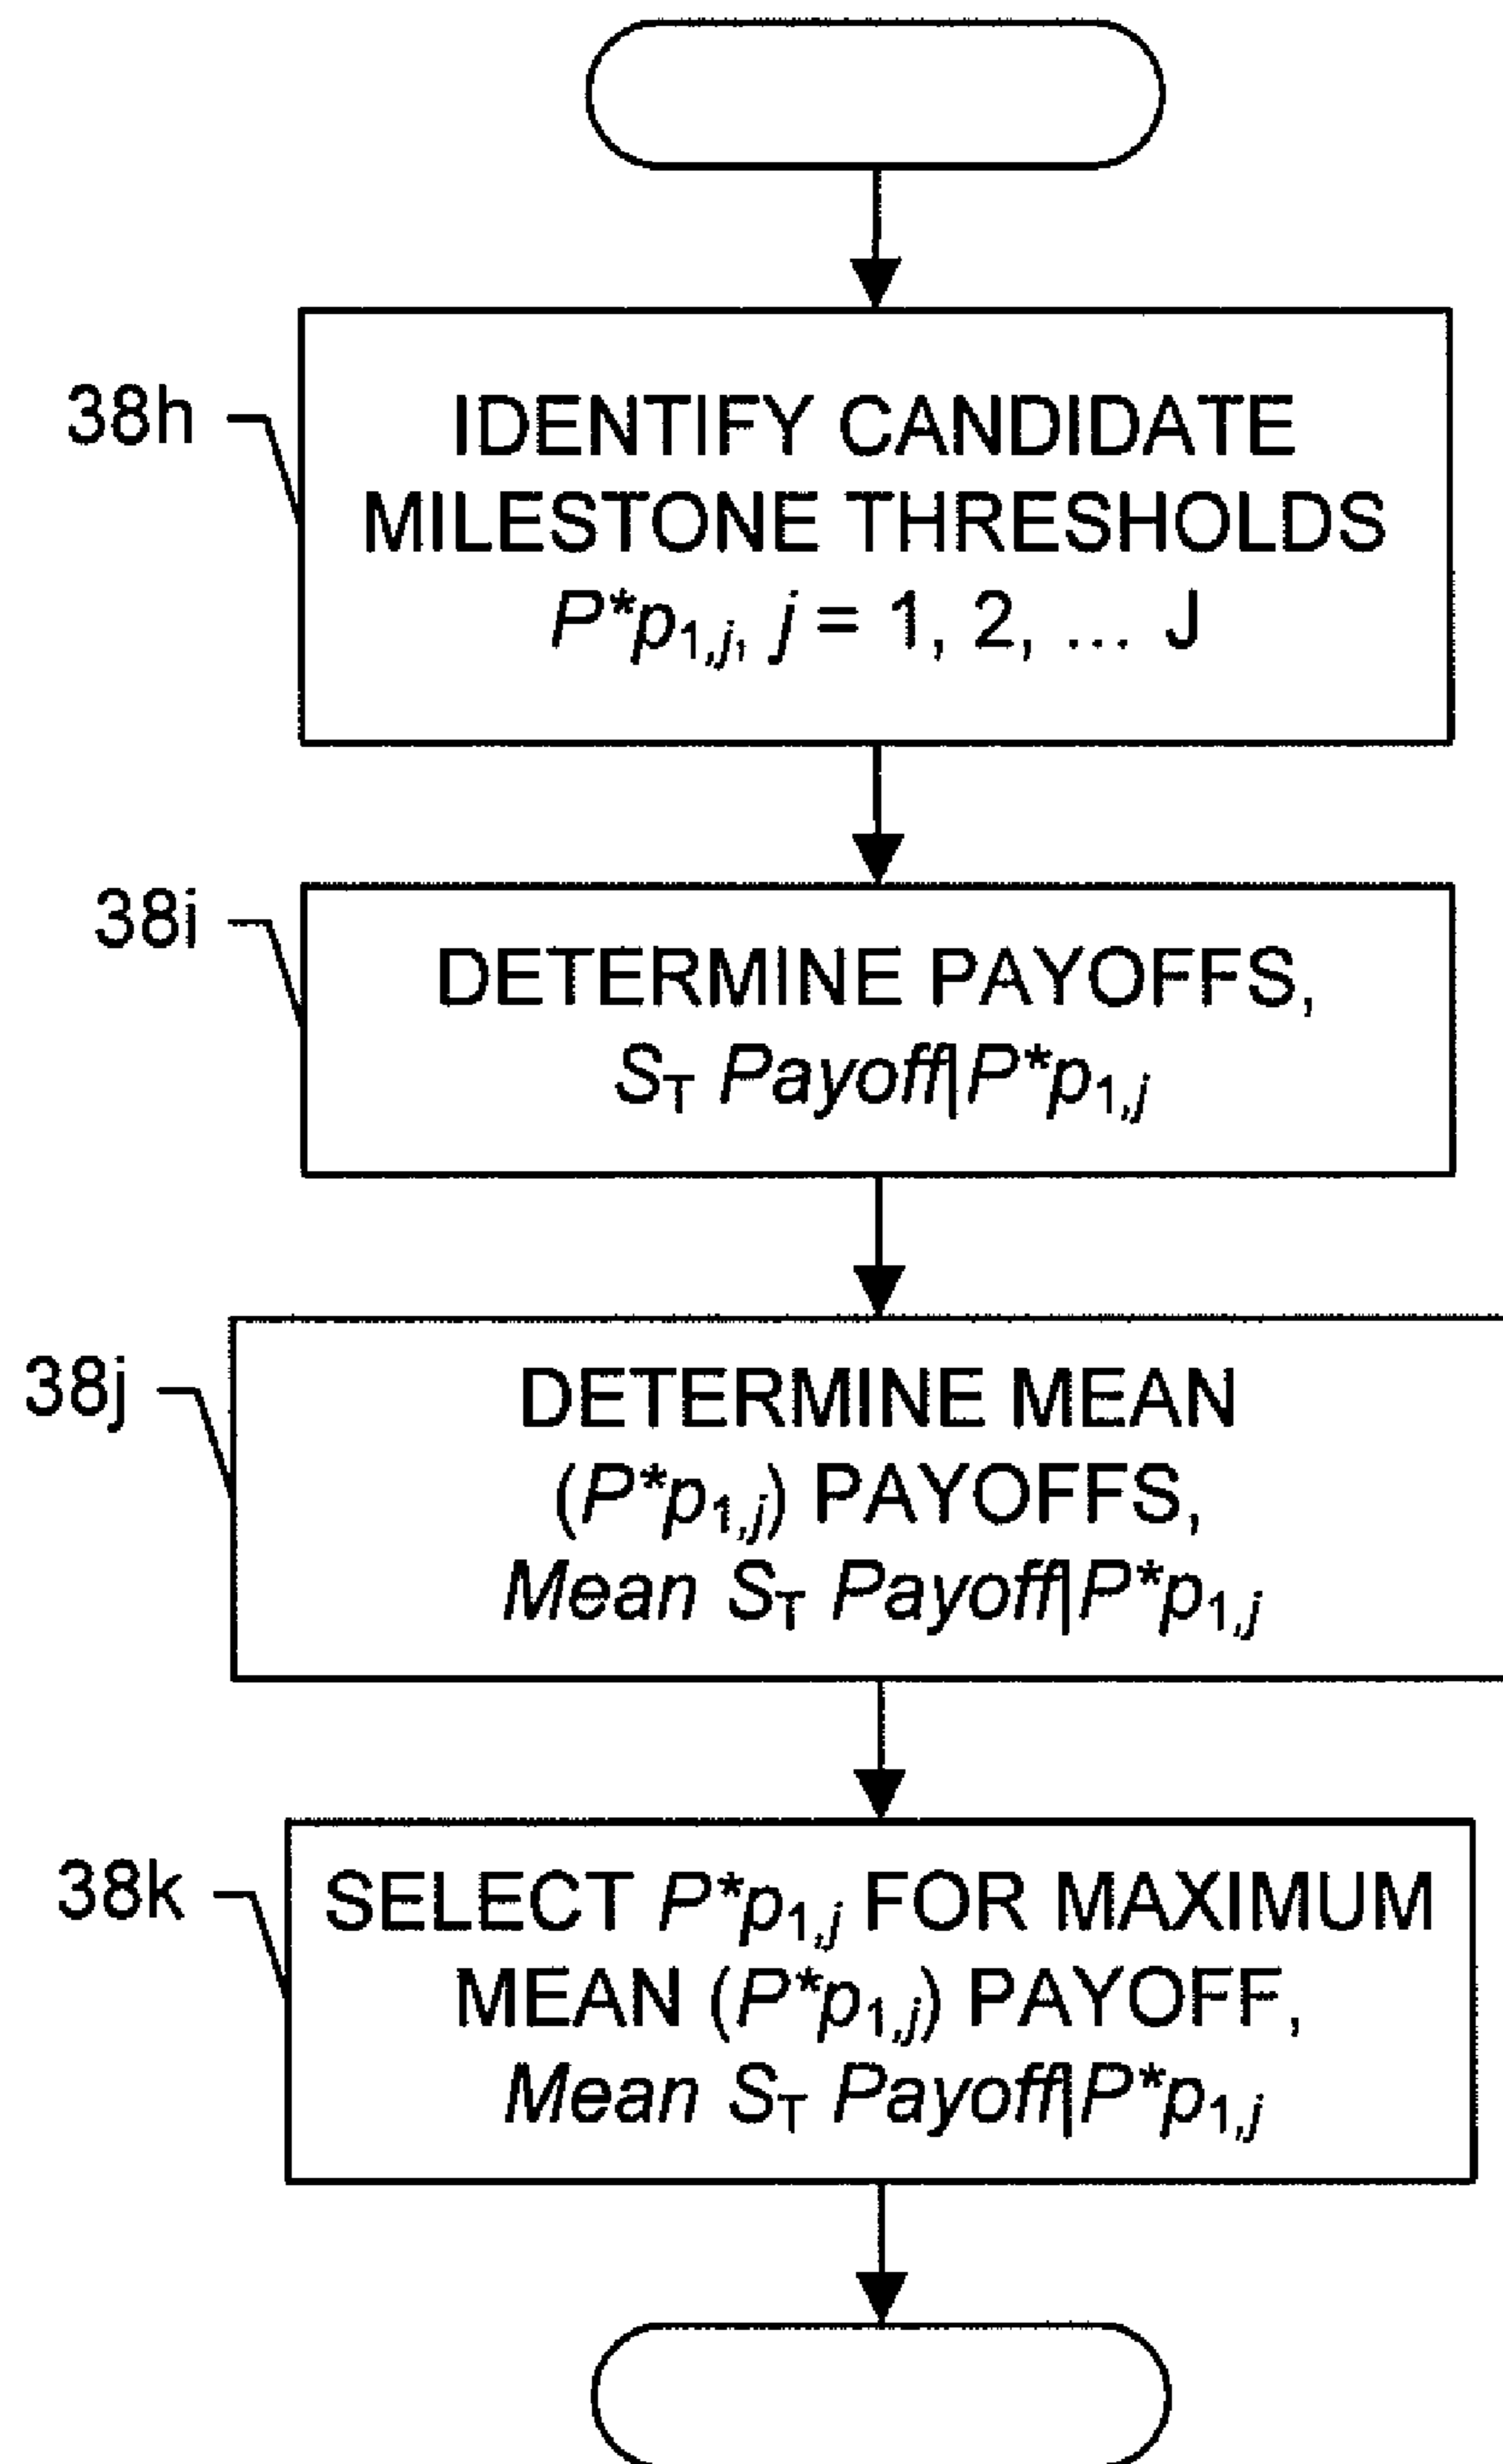 38h
IDENTIFY CANDIDATE
MILESTONE THRESHOLDS
P*p1,j, j = 1, 2, ... J
38i
DETERMINE PAYOFFS,
ST Payoff|P*p1,j
38j
DETERMINE MEAN
(P*p1,j) PAYOFFS,
Mean ST Payoff|P*p1,j
38k
SELECT P*p1,j FOR MAXIMUM
MEAN (P*p1,j) PAYOFF,
Mean ST Payoff|P*p1,j